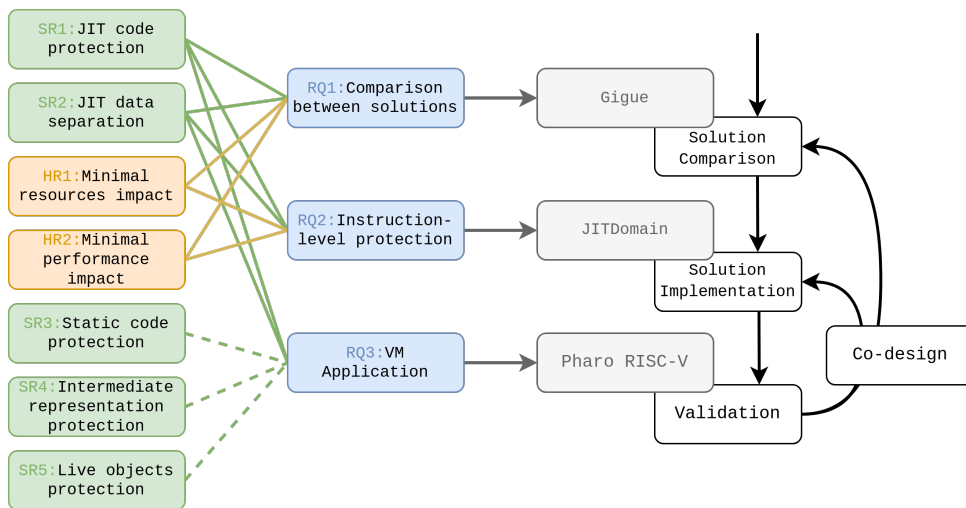 SR1:JIT code
protection
SR2:JIT data
separation
HR1:Minimal
resources impact
HR2:Minimal
performance
impact
SR3:Static code
protection
SR4:Intermediate
representation
protection
SR5:Live objects
protection
RQ1:Comparison
between solutions
RQ2:Instruction-
level protection
RQ3:VM
Application
Gigue
JITDomain
Pharo RISC-V
Solution
Comparison
Solution
Implementation
Validation
Co-design